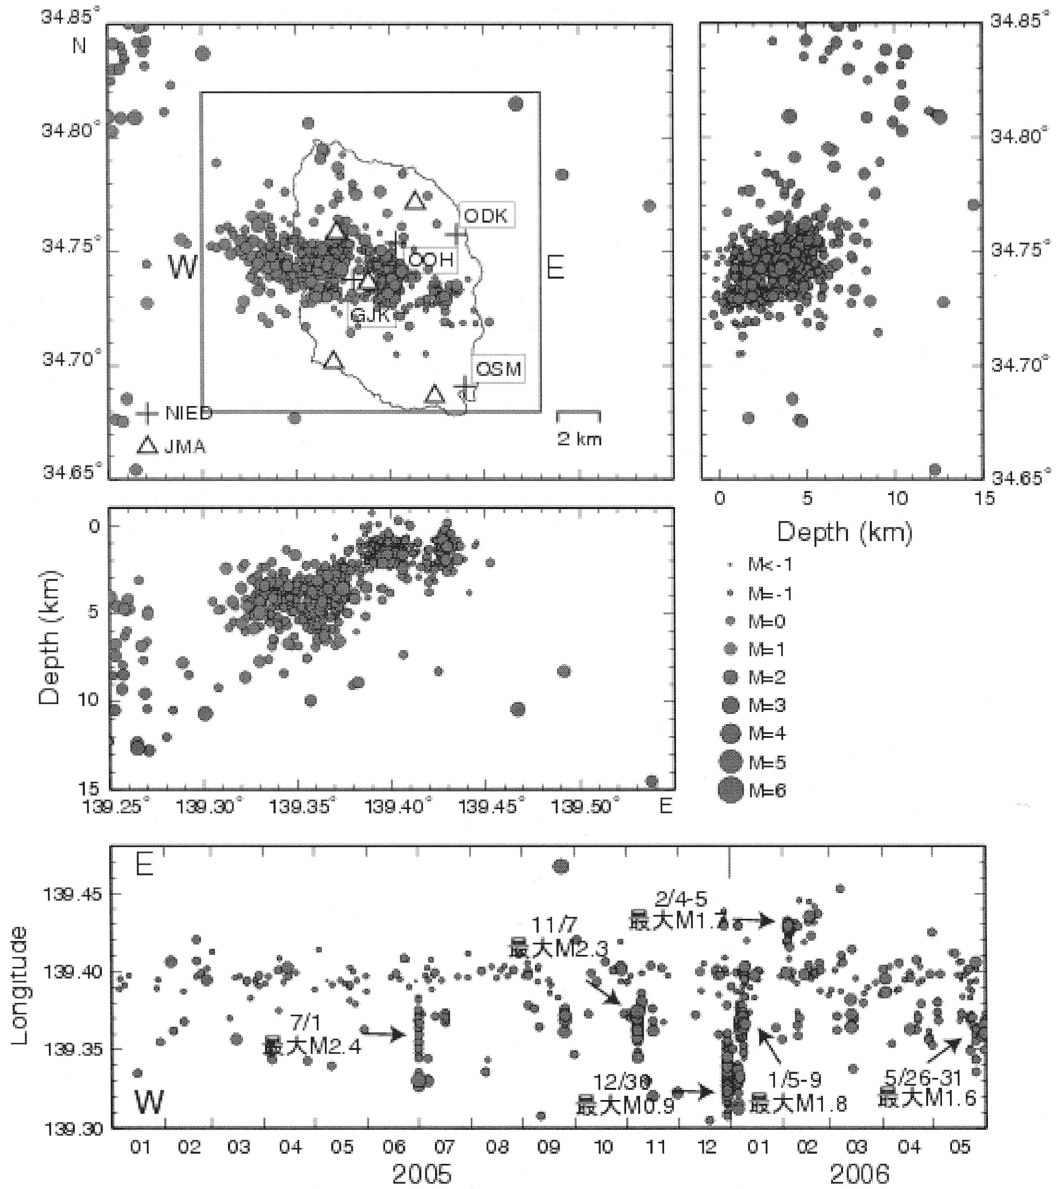 34.85°
N
34.80°
34.75°
34.70°
34.65°
W
E
ODK
OOH
GJK
OSM
NIED
JMA
2 km
34.85°
34.80°
34.75°
34.70°
34.65°
0 5 10 15
Depth (km)
0
5
10
15
Depth (km)
139.25° 139.30° 139.35° 139.40° 139.45° 139.50° E
M<-1
M=-1
M=0
M=1
M=2
M=3
M=4
M=5
M=6
Longitude
139.45
139.40
139.35
139.30
E
W
7/1
最大M2.4
11/7
最大M2.3
2/4-5
最大M1.7
12/30
最大M0.9
1/5-9
最大M1.8
5/26-31
最大M1.6
01 02 03 04 05 06 07 08 09 10 11 12 01 02 03 04 05
2005 2006